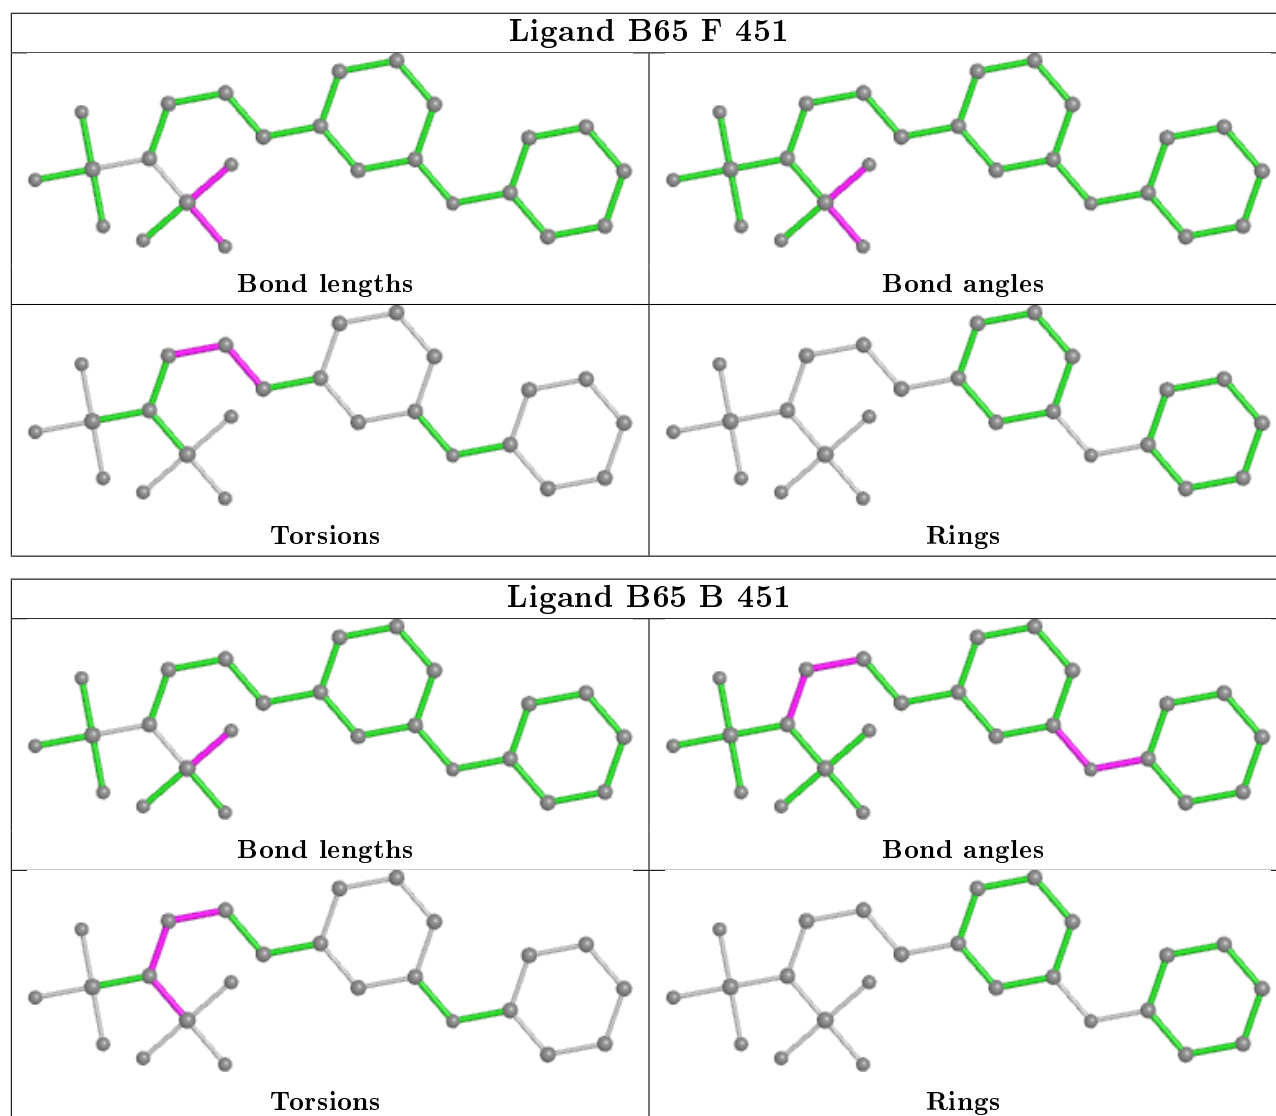 Ligand B65 F 451
Bond lengths
Bond angles
Torsions
Rings
Ligand B65 B 451
Bond lengths
Bond angles
Torsions
Rings